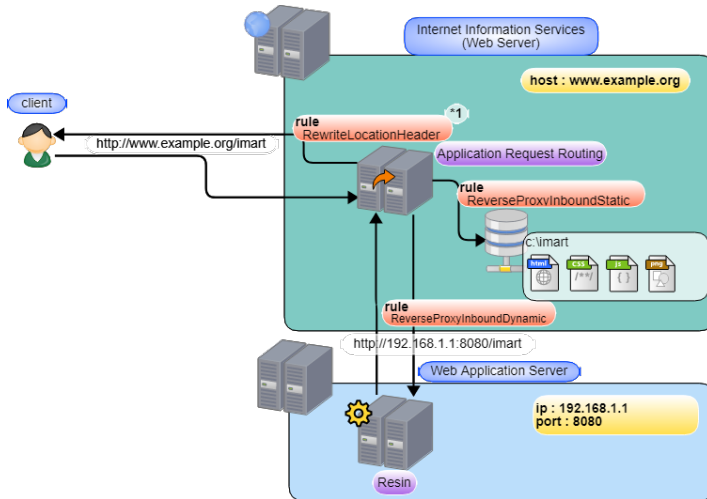 Internet Information Services
(Web Server)
host : www.example.org
client
*1
rule
RewriteLocationHeader
http://www.example.org/imart
Application Request Routing
rule
ReverseProxyInboundStatic
c:\imart
html
CSS
/**/
js
{ }
png
rule
ReverseProxyInboundDynamic
http://192.168.1.1:8080/imart
Web Application Server
ip : 192.168.1.1
port : 8080
Resin